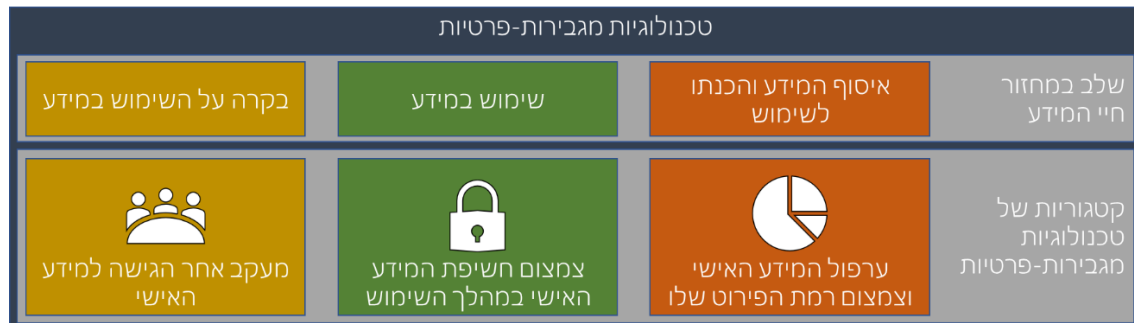 טכנולוגיות מגבירות-פרטיות
שלב במחזור
חיי המידע
איסוף המידע והכנתו
לשימוש
שימוש במידע
בקרה על השימוש במידע
קטגוריות של
טכנולוגיות
מגבירות-פרטיות
ערפול המידע האישי
וצמצום רמת הפירוט שלו
צמצום חשיפת המידע
האישי במהלך השימוש
מעקב אחר הגישה למידע
האישי